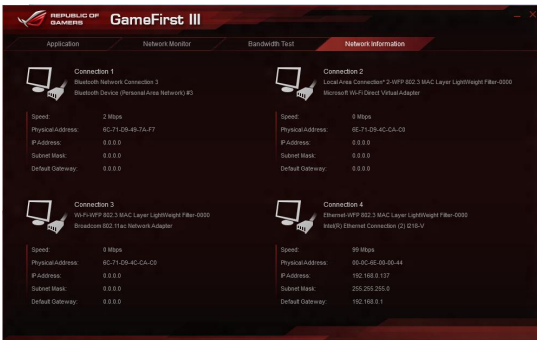 REPUBLIC OF
GAMERS
GameFirst III
Application
Network Monitor
Bandwidth Test
Network Information
Connection 1
Bluetooth Network Connection 3
Bluetooth Device (Personal Area Network) #3
Speed: 2 Mbps
Physical Address: 6C-71-D9-49-7A-F7
IP Address: 0.0.0.0
Subnet Mask: 0.0.0.0
Default Gateway: 0.0.0.0
Connection 2
Local Area Connection* 2-WFP 802.3 MAC Layer LightWeight Filter-0000
Microsoft Wi-Fi Direct Virtual Adapter
Speed: 0 Mbps
Physical Address: 6E-71-D9-4C-CA-C0
IP Address: 0.0.0.0
Subnet Mask: 0.0.0.0
Default Gateway: 0.0.0.0
Connection 3
Wi-Fi-WFP 802.3 MAC Layer LightWeight Filter-0000
Broadcom 802.11ac Network Adapter
Speed: 0 Mbps
Physical Address: 6C-71-D9-4C-CA-C0
IP Address: 0.0.0.0
Subnet Mask: 0.0.0.0
Default Gateway: 0.0.0.0
Connection 4
Ethernet-WFP 802.3 MAC Layer LightWeight Filter-0000
Intel(R) Ethernet Connection (2) I218-V
Speed: 99 Mbps
Physical Address: 00-0C-6E-00-00-44
IP Address: 192.168.0.137
Subnet Mask: 255.255.255.0
Default Gateway: 192.168.0.1